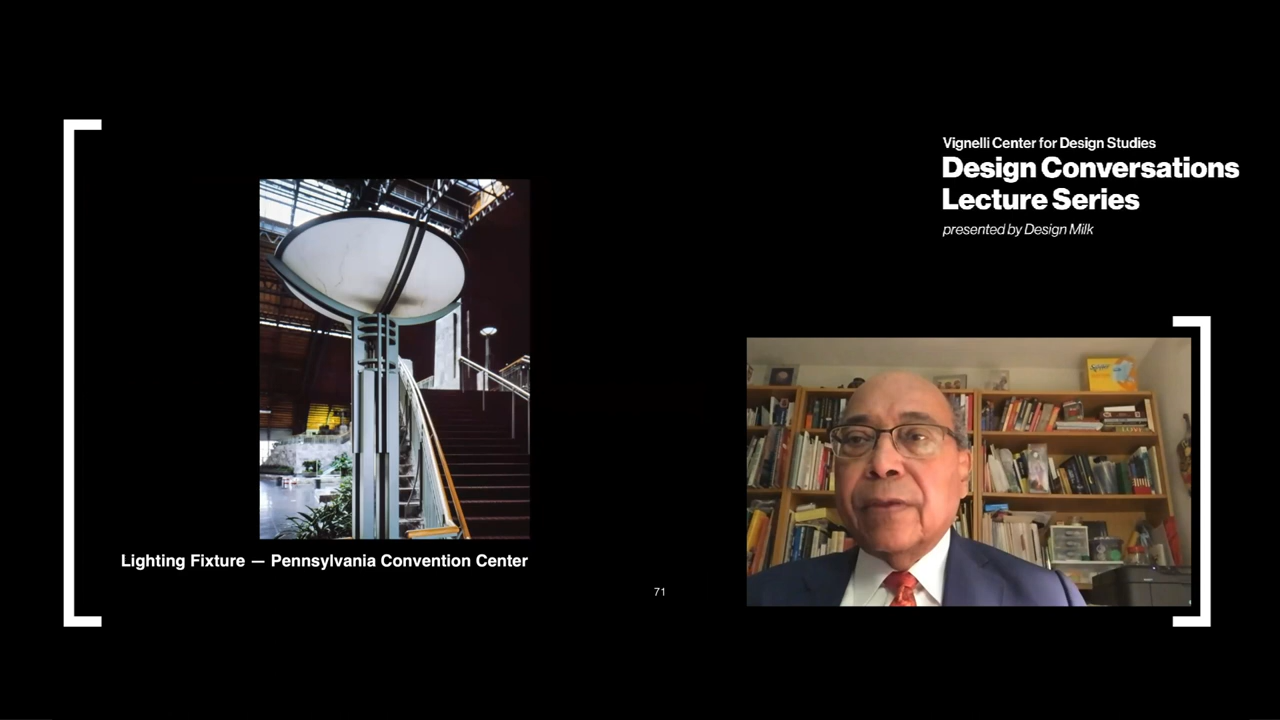 Vignelli Center for Design Studies
Design Conversations
Lecture Series
presented by Design Milk
Lighting Fixture — Pennsylvania Convention Center
71